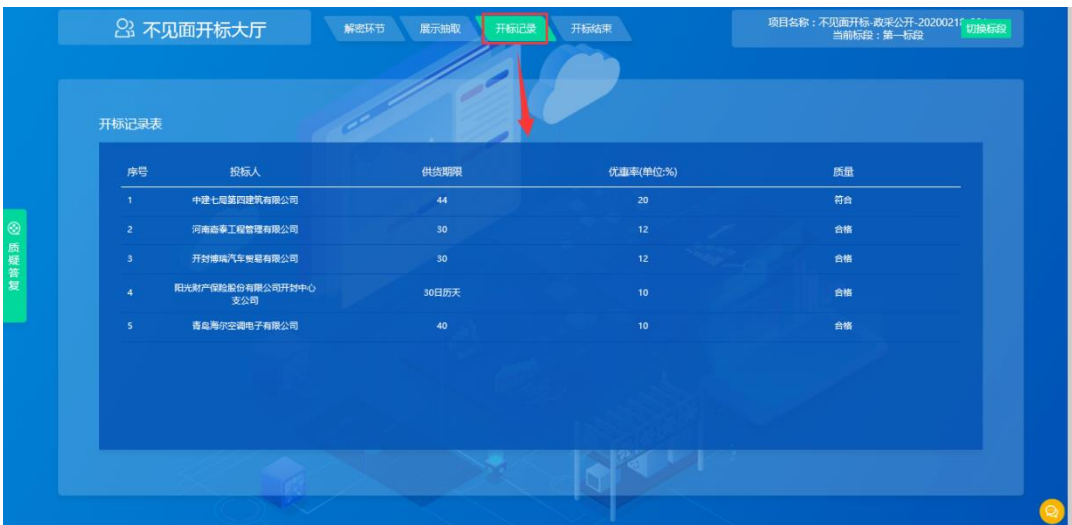 不见面开标大厅
解密环节
展示抽取
开标记录
开标结束
项目名称：不见面开标-政采公开-20200218
当前标段：第一标段
切换标段
开标记录表
序号 投标人 供货期限 优惠率(单位:%) 质量
1 中建七局第四建筑有限公司 44 20 符合
2 河南嘉泰工程管理有限公司 30 12 合格
3 开封博瑞汽车贸易有限公司 30 12 合格
4 阳光财产保险股份有限公司开封中心支公司 30日历天 10 合格
5 青岛海尔空调电子有限公司 40 10 合格
质疑答复